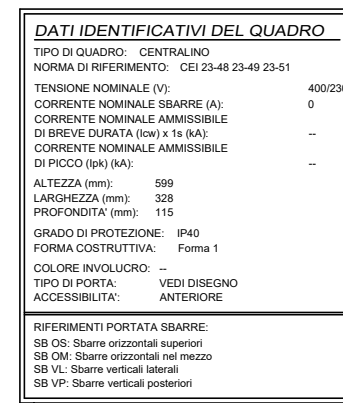 DATI IDENTIFICATIVI DEL QUADRO
TIPO DI QUADRO: CENTRALINO
NORMA DI RIFERIMENTO: CEI 23-48 23-49 23-51
TENSIONE NOMINALE (V): 400/230
CORRENTE NOMINALE SBARRE (A): 0
CORRENTE NOMINALE AMMISSIBILE
DI BREVE DURATA (Icw) x 1s (kA): --
CORRENTE NOMINALE AMMISSIBILE
DI PICCO (Ipk) (kA): --
ALTEZZA (mm): 599
LARGHEZZA (mm): 328
PROFONDITA' (mm): 115
GRADO DI PROTEZIONE: IP40
FORMA COSTRUTTIVA: Forma 1
COLORE INVOLUCRO: --
TIPO DI PORTA: VEDI DISEGNO
ACCESSIBILITA': ANTERIORE
RIFERIMENTI PORTATA SBARRE:
SB OS: Sbarre orizzontali superiori
SB OM: Sbarre orizzontali nel mezzo
SB VL: Sbarre verticali laterali
SB VP: Sbarre verticali posteriori